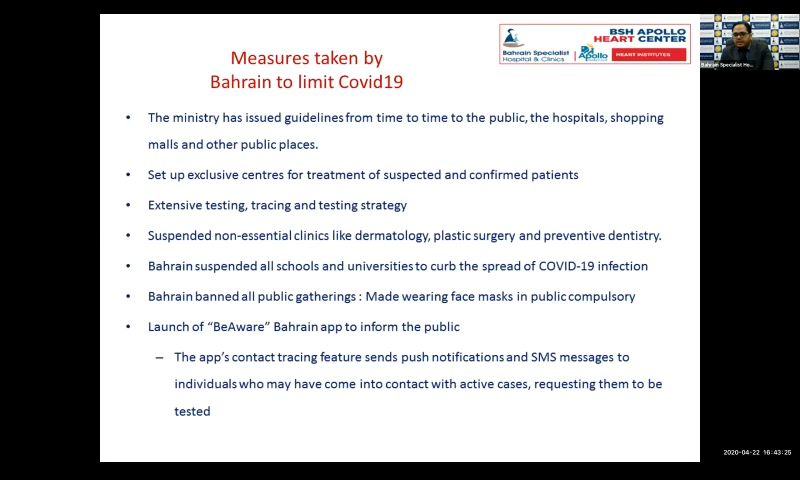 Measures taken by
Bahrain to limit Covid19
Bahrain Specialist
Hospital & Clinics
BSH APOLLO
HEART CENTER
Apollo
HEART INSTITUTES
Bahrain Specialist Ho...
• The ministry has issued guidelines from time to time to the public, the hospitals, shopping
malls and other public places.
• Set up exclusive centres for treatment of suspected and confirmed patients
• Extensive testing, tracing and testing strategy
• Suspended non-essential clinics like dermatology, plastic surgery and preventive dentistry.
• Bahrain suspended all schools and universities to curb the spread of COVID-19 infection
• Bahrain banned all public gatherings : Made wearing face masks in public compulsory
• Launch of “BeAware” Bahrain app to inform the public
– The app’s contact tracing feature sends push notifications and SMS messages to
individuals who may have come into contact with active cases, requesting them to be
tested
2020-04-22 16:43:25